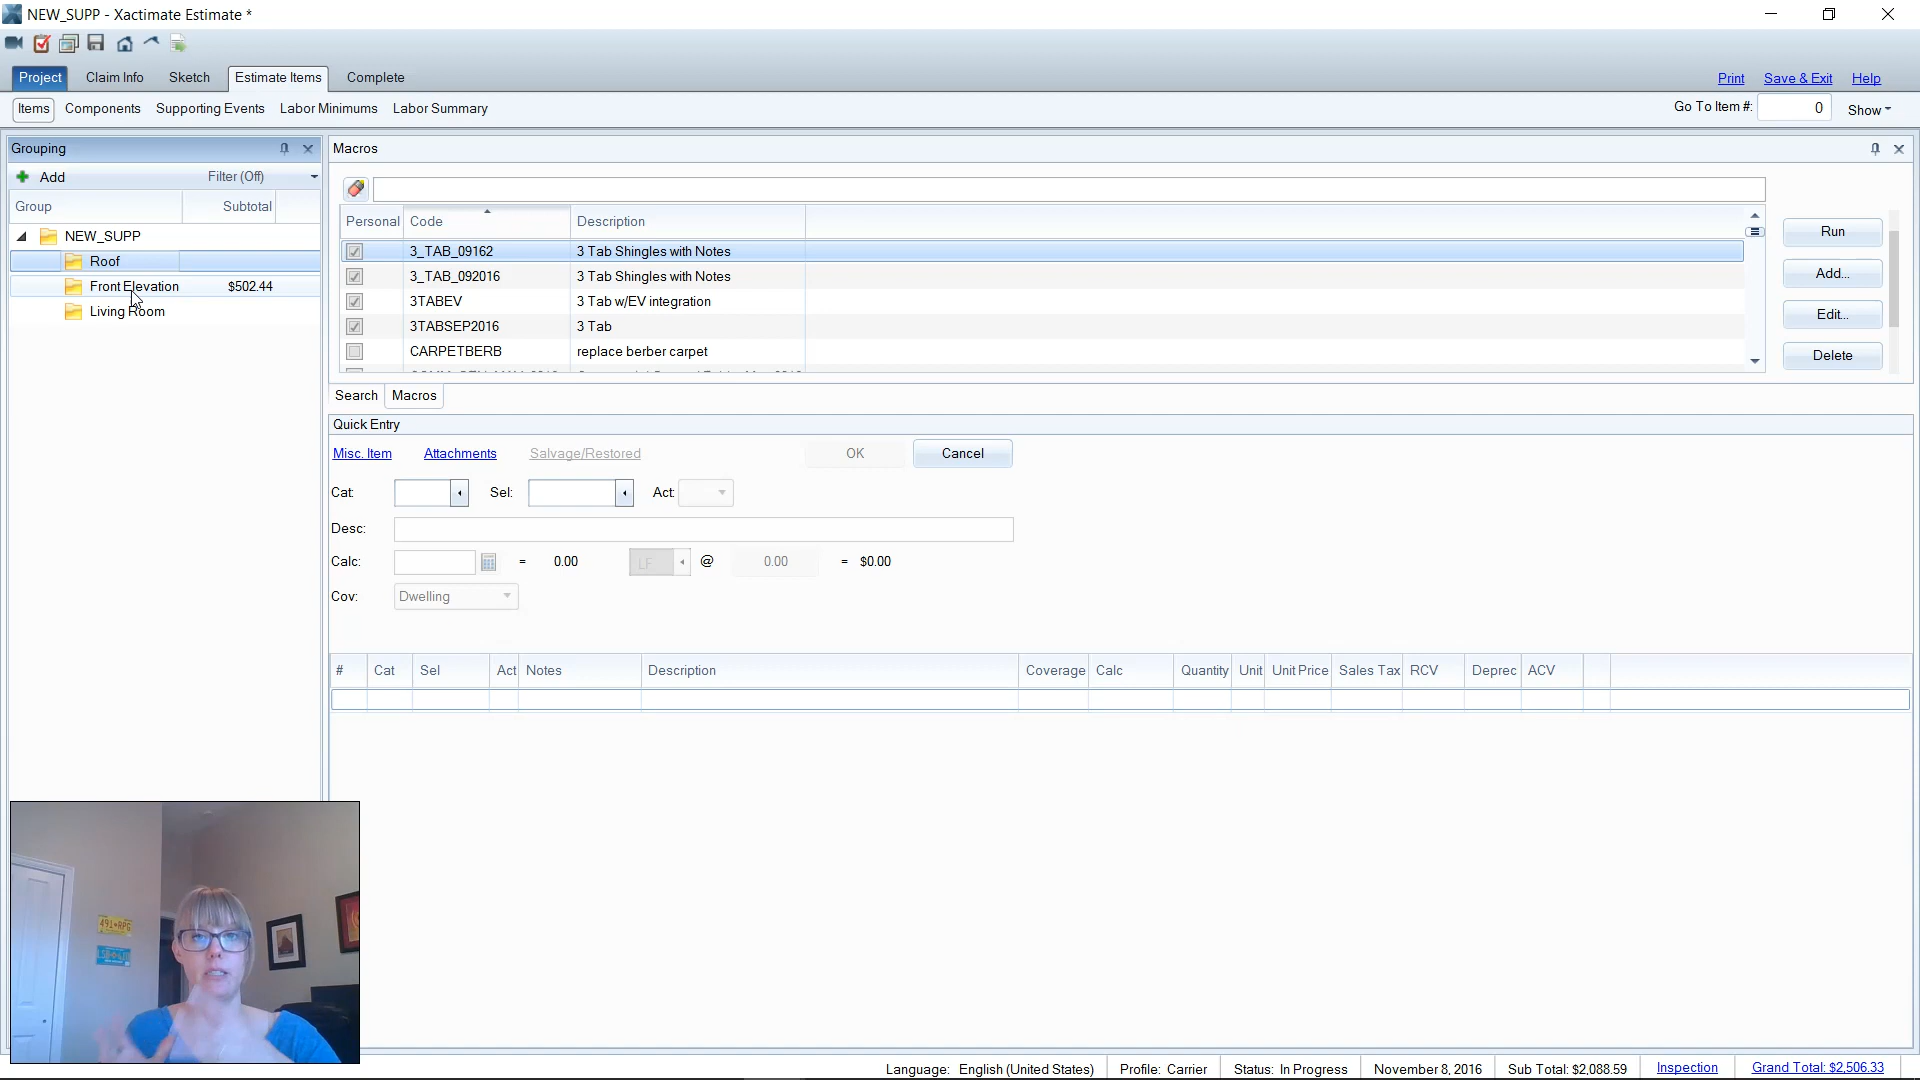 NEW_SUPP - Xactimate Estimate *
Project Claim Info Sketch Estimate Items Complete
Print Save & Exit Help
Items Components Supporting Events Labor Minimums Labor Summary
Go To Item #: 0 Show
Grouping
Add Filter (Off)
Group Subtotal
NEW_SUPP
Roof
Front Elevation $502.44
Living Room
Macros
Personal Code Description
3_TAB_09162 3 Tab Shingles with Notes
3_TAB_092016 3 Tab Shingles with Notes
3TABEV 3 Tab w/EV integration
3TABSEP2016 3 Tab
CARPETBERB replace berber carpet
Run
Add...
Edit...
Delete
Search Macros
Quick Entry
Misc. Item Attachments Salvage/Restored OK Cancel
Cat: Sel: Act:
Desc:
Calc: = 0.00 LF @ 0.00 = $0.00
Cov: Dwelling
# Cat Sel Act Notes Description Coverage Calc Quantity Unit Unit Price Sales Tax RCV Deprec ACV
491•RPG
Language: English (United States) Profile: Carrier Status: In Progress November 8, 2016 Sub Total: $2,088.59 Inspection Grand Total: $2,506.33